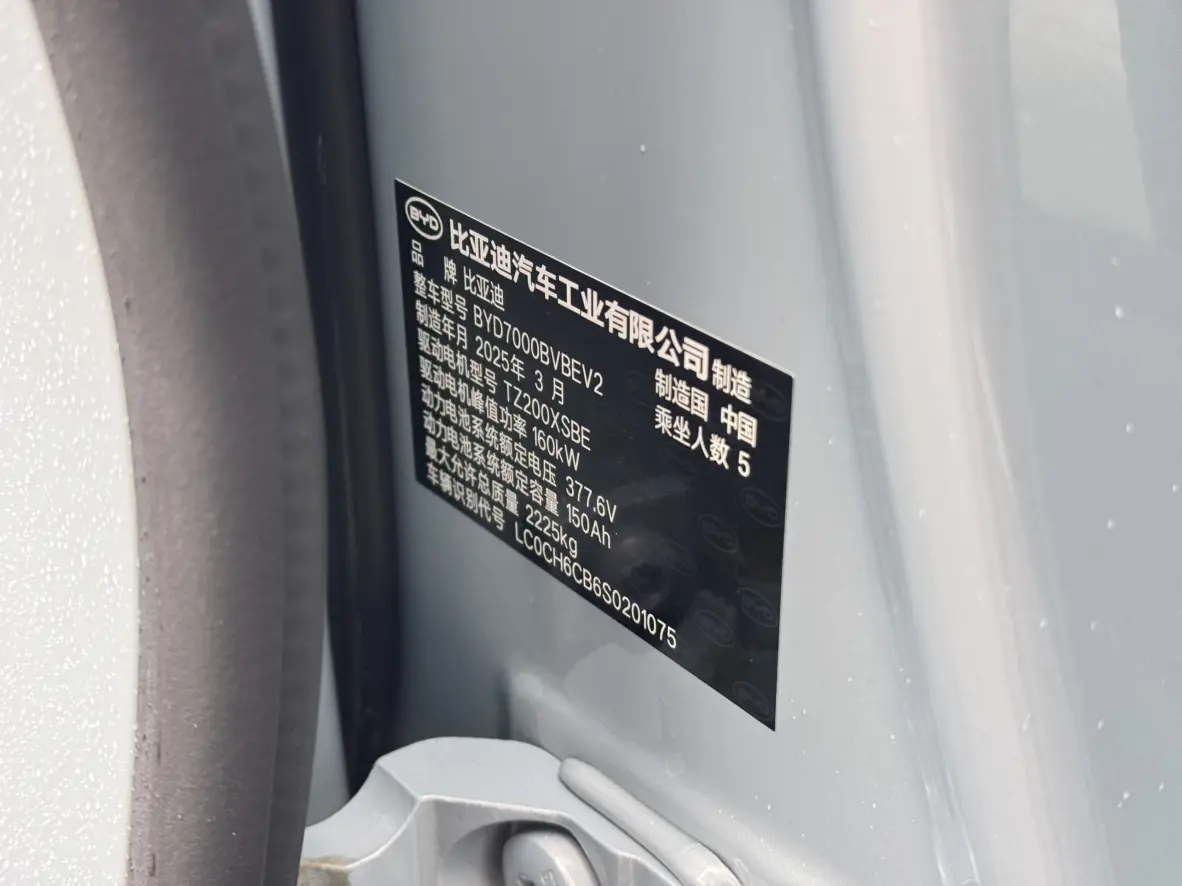 BYD 比亚迪汽车工业有限公司 制造
品 牌 比亚迪 制造国 中国
整车型号 BYD7000BVBEV2 乘坐人数 5
制造年月 2025年 3 月
驱动电机型号 TZ200XSBE
驱动电机峰值功率 160kW
动力电池系统额定电压 377.6V
动力电池系统额定容量 150Ah
最大允许总质量 2225kg
车辆识别代号 LC0CH6CB6S0201075